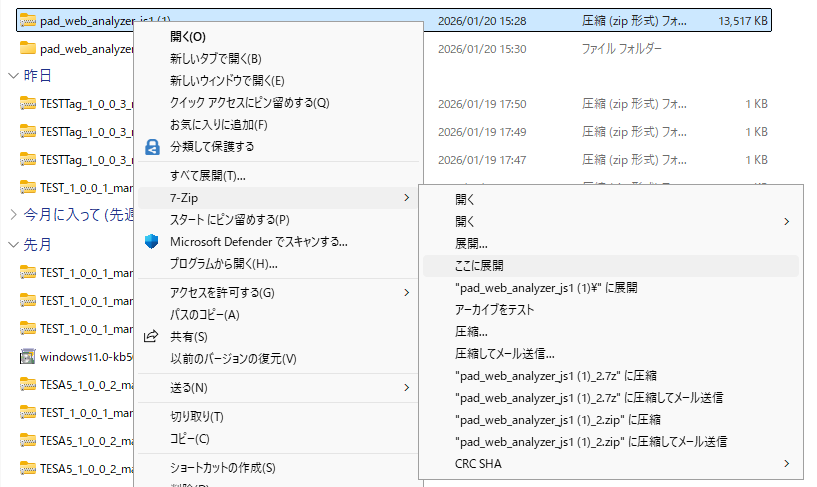 pad_web_analyzer_js1 (1) 2026/01/20 15:28 圧縮 (zip 形式) フォ... 13,517 KB
pad_web_analyzer 2026/01/20 15:30 ファイル フォルダー
昨日
TESTTag_1_0_0_3_ 2026/01/19 17:50 圧縮 (zip 形式) フォ... 1 KB
TESTTag_1_0_0_3_ 2026/01/19 17:49 圧縮 (zip 形式) フォ... 1 KB
TESTTag_1_0_0_3_ 2026/01/19 17:47 圧縮 (zip 形式) フォ... 1 KB
TEST_1_0_0_1_mar
今月に入って (先週
先月
TEST_1_0_0_1_mar
TEST_1_0_0_1_mar
TEST_1_0_0_1_mar
windows11.0-kb50
TESA5_1_0_0_2_ma
TEST_1_0_0_1_mar
TESA5_1_0_0_2_ma
TESA5_1_0_0_2_ma
開く(O)
新しいタブで開く(B)
新しいウィンドウで開く(E)
クイック アクセスにピン留めする(Q)
お気に入りに追加(F)
分類して保護する
すべて展開(T)...
7-Zip
スタート にピン留めする(P)
Microsoft Defender でスキャンする...
プログラムから開く(H)...
アクセスを許可する(G)
パスのコピー(A)
共有(S)
以前のバージョンの復元(V)
送る(N)
切り取り(T)
コピー(C)
ショートカットの作成(S)
削除(D)
開く
開く
展開...
ここに展開
"pad_web_analyzer_js1 (1)¥" に展開
アーカイブをテスト
圧縮...
圧縮してメール送信...
"pad_web_analyzer_js1 (1)_2.7z" に圧縮
"pad_web_analyzer_js1 (1)_2.7z" に圧縮してメール送信
"pad_web_analyzer_js1 (1)_2.zip" に圧縮
"pad_web_analyzer_js1 (1)_2.zip" に圧縮してメール送信
CRC SHA